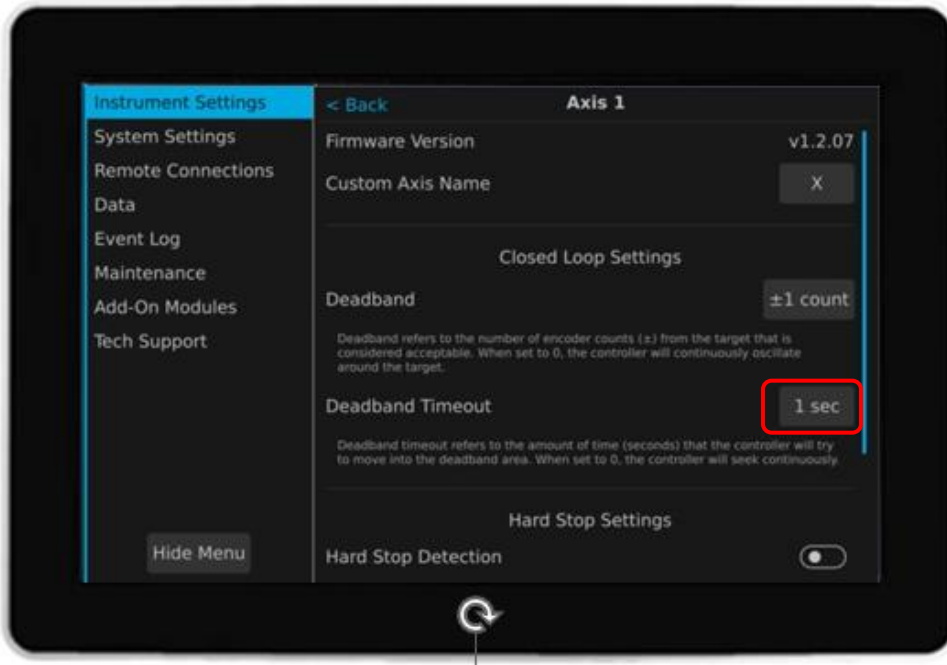 Instrument Settings
System Settings
Remote Connections
Data
Event Log
Maintenance
Add-On Modules
Tech Support
Hide Menu
< Back
Axis 1
Firmware Version
v1.2.07
Custom Axis Name
X
Closed Loop Settings
Deadband
±1 count
Deadband refers to the number of encoder counts (±) from the target that is
considered acceptable. When set to 0, the controller will continuously oscillate
around the target.
Deadband Timeout
1 sec
Deadband timeout refers to the amount of time (seconds) that the controller will try
to move into the deadband area. When set to 0, the controller will seek continuously.
Hard Stop Settings
Hard Stop Detection